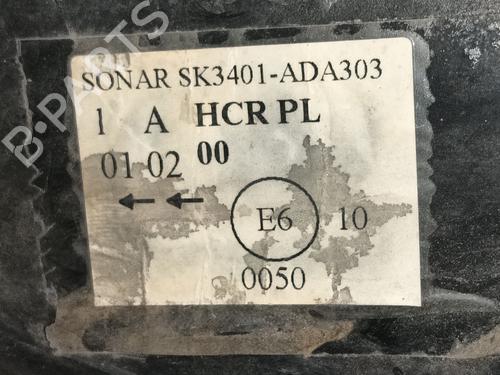 B-PARTS
SONAR SK3401-ADA303
1 A HCR PL
01 02 00
← ←
E6 10
0050